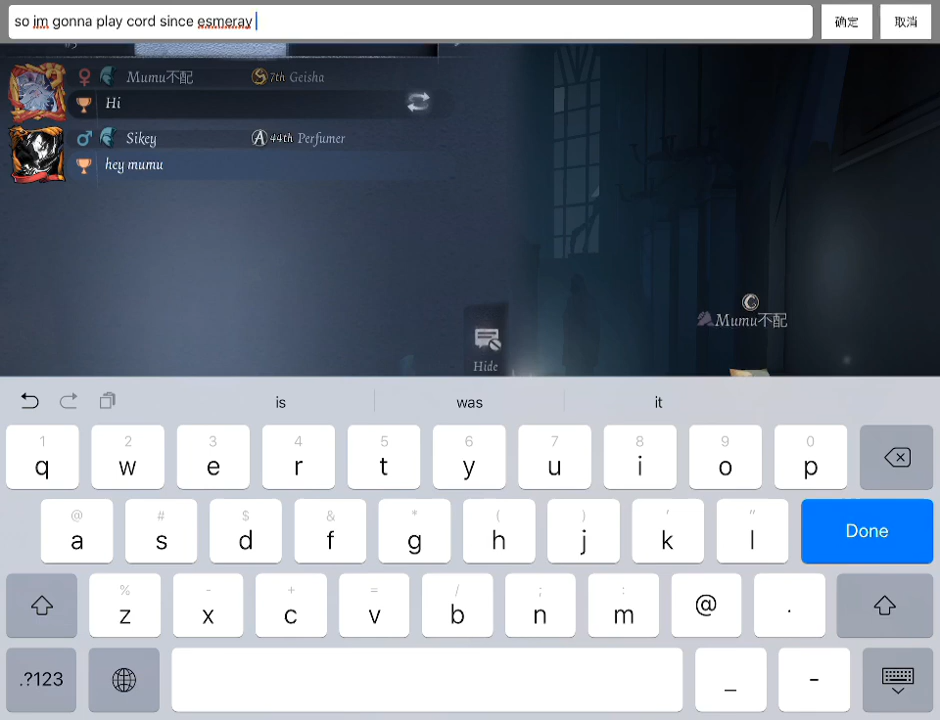 so im gonna play cord since esmeray
确定
取消
Mumu不配
7th Geisha
Hi
Sikey
A 44th Perfumer
hey mumu
Mumu不配
Hide
is
was
it
1 2 3 4 5 6 7 8 9 0
q w e r t y u i o p
@ # $ & * ( ) ' "
a s d f g h j k l
Done
% - + = / ; :
z x c v b n m @ .
.?123
_ -